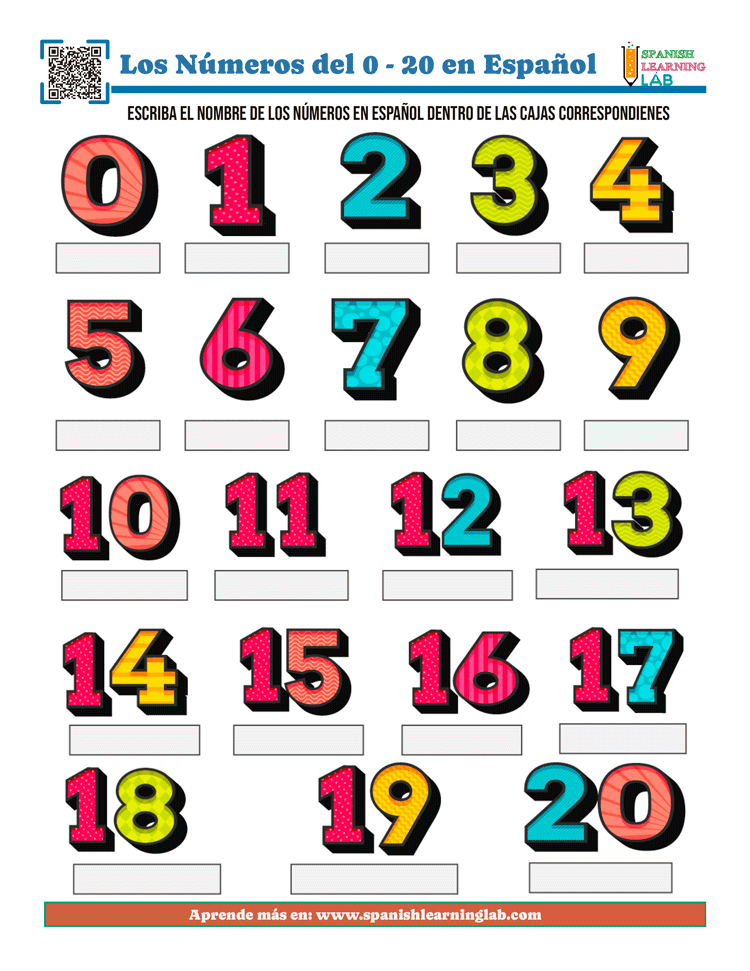 Los Números del 0 - 20 en Español
SPANISH
LEARNING
LAB
ESCRIBA EL NOMBRE DE LOS NÚMEROS EN ESPAÑOL DENTRO DE LAS CAJAS CORRESPONDIENES
0 1 2 3 4
5 6 7 8 9
10 11 12 13
14 15 16 17
18 19 20
Aprende más en: www.spanishlearninglab.com